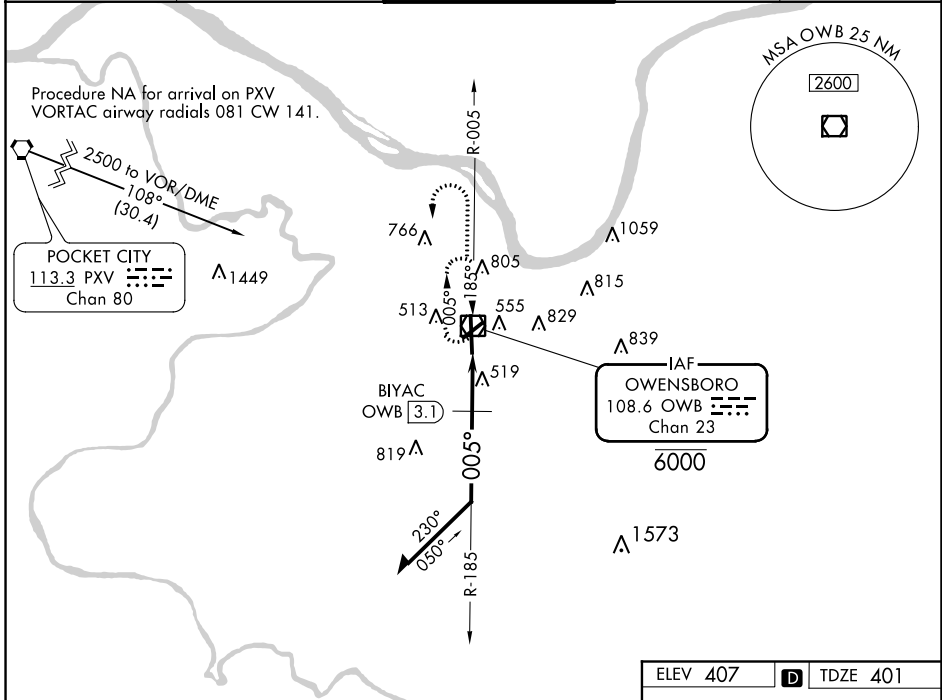 MSA OWB 25 NM
2600
Procedure NA for arrival on PXV
VORTAC airway radials 081 CW 141.
2500 to VOR/DME
108°
(30.4)
POCKET CITY
113.3 PXV
Chan 80
1449
R-005
766
805
1059
815
185°
005°
513
555
829
839
519
IAF
OWENSBORO
108.6 OWB
Chan 23
6000
BIYAC
OWB 3.1
819
005°
230°
050°
R-185
1573
ELEV 407 D TDZE 401